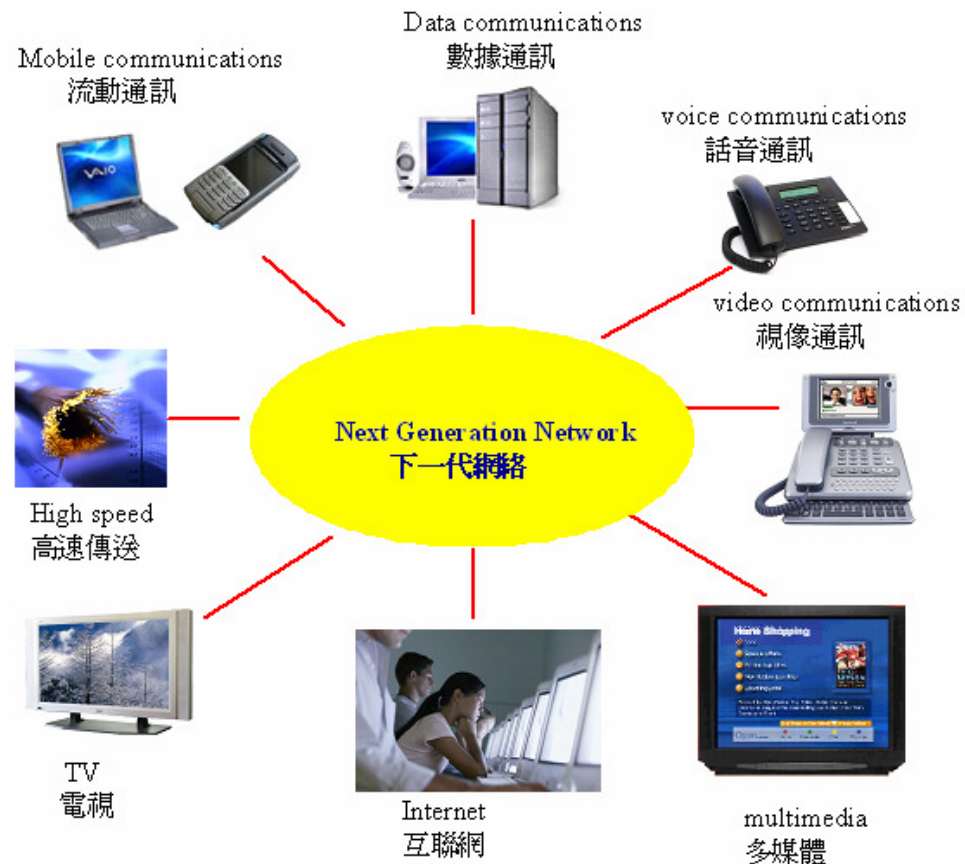 Data communications
數據通訊
Mobile communications
流動通訊
voice communications
話音通訊
VAIO
video communications
視像通訊
Next Generation Network
下一代網絡
High speed
高速傳送
Home Shopping
Open
TV
電視
Internet
互聯網
multimedia
多媒體